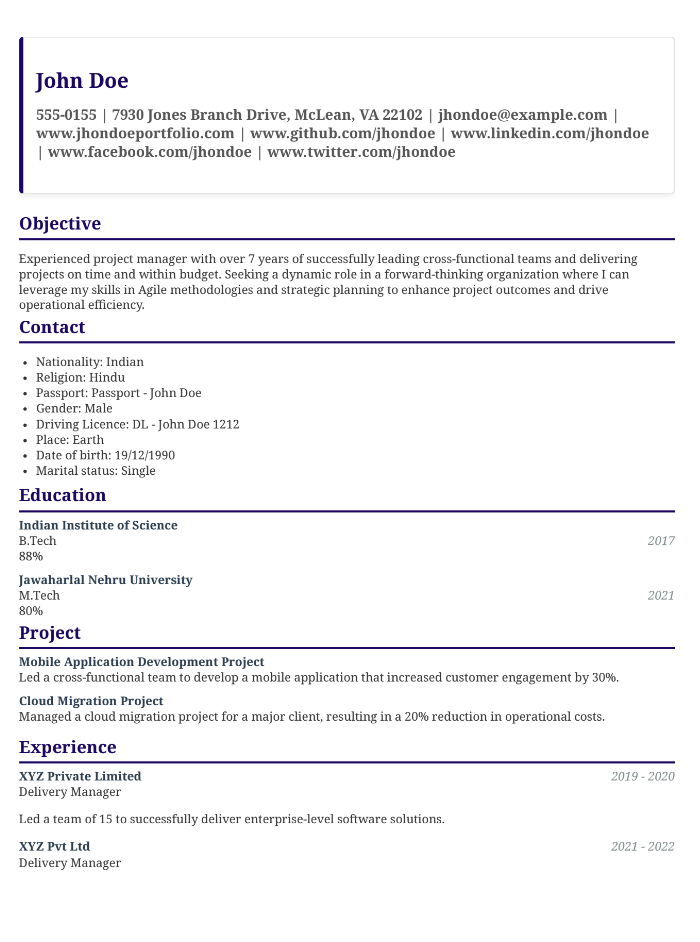 John Doe
555-0155 | 7930 Jones Branch Drive, McLean, VA 22102 | jhondoe@example.com |
www.jhondoeportfolio.com | www.github.com/jhondoe | www.linkedin.com/jhondoe
| www.facebook.com/jhondoe | www.twitter.com/jhondoe
Objective
Experienced project manager with over 7 years of successfully leading cross-functional teams and delivering
projects on time and within budget. Seeking a dynamic role in a forward-thinking organization where I can
leverage my skills in Agile methodologies and strategic planning to enhance project outcomes and drive
operational efficiency.
Contact
• Nationality: Indian
• Religion: Hindu
• Passport: Passport - John Doe
• Gender: Male
• Driving Licence: DL - John Doe 1212
• Place: Earth
• Date of birth: 19/12/1990
• Marital status: Single
Education
Indian Institute of Science
B.Tech 2017
88%
Jawaharlal Nehru University
M.Tech 2021
80%
Project
Mobile Application Development Project
Led a cross-functional team to develop a mobile application that increased customer engagement by 30%.
Cloud Migration Project
Managed a cloud migration project for a major client, resulting in a 20% reduction in operational costs.
Experience
XYZ Private Limited 2019 - 2020
Delivery Manager
Led a team of 15 to successfully deliver enterprise-level software solutions.
XYZ Pvt Ltd 2021 - 2022
Delivery Manager